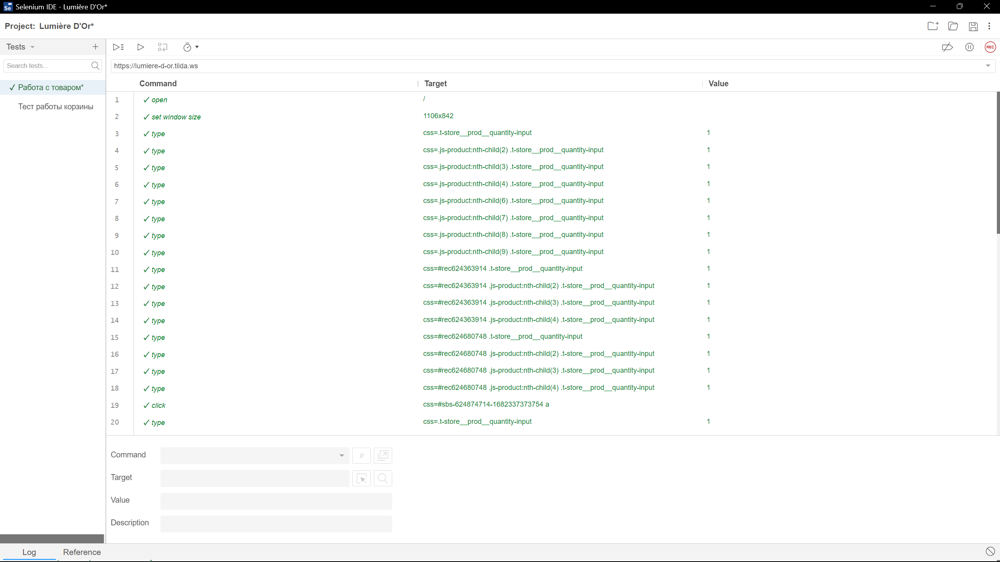 Selenium IDE - Lumière D'Or*
Project: Lumière D'Or*
Tests
Search tests...
✓ Работа с товаром*
Тест работы корзины
REC
https://lumiere-d-or.tilda.ws
Command Target Value
1 ✓ open /
2 ✓ set window size 1106x842
3 ✓ type css=.t-store__prod__quantity-input 1
4 ✓ type css=.js-product:nth-child(2) .t-store__prod__quantity-input 1
5 ✓ type css=.js-product:nth-child(3) .t-store__prod__quantity-input 1
6 ✓ type css=.js-product:nth-child(4) .t-store__prod__quantity-input 1
7 ✓ type css=.js-product:nth-child(6) .t-store__prod__quantity-input 1
8 ✓ type css=.js-product:nth-child(7) .t-store__prod__quantity-input 1
9 ✓ type css=.js-product:nth-child(8) .t-store__prod__quantity-input 1
10 ✓ type css=.js-product:nth-child(9) .t-store__prod__quantity-input 1
11 ✓ type css=#rec624363914 .t-store__prod__quantity-input 1
12 ✓ type css=#rec624363914 .js-product:nth-child(2) .t-store__prod__quantity-input 1
13 ✓ type css=#rec624363914 .js-product:nth-child(3) .t-store__prod__quantity-input 1
14 ✓ type css=#rec624363914 .js-product:nth-child(4) .t-store__prod__quantity-input 1
15 ✓ type css=#rec624680748 .t-store__prod__quantity-input 1
16 ✓ type css=#rec624680748 .js-product:nth-child(2) .t-store__prod__quantity-input 1
17 ✓ type css=#rec624680748 .js-product:nth-child(3) .t-store__prod__quantity-input 1
18 ✓ type css=#rec624680748 .js-product:nth-child(4) .t-store__prod__quantity-input 1
19 ✓ click css=#sbs-624874714-1682337373754 a
20 ✓ type css=.t-store__prod__quantity-input 1
Command //
Target
Value
Description
Log Reference